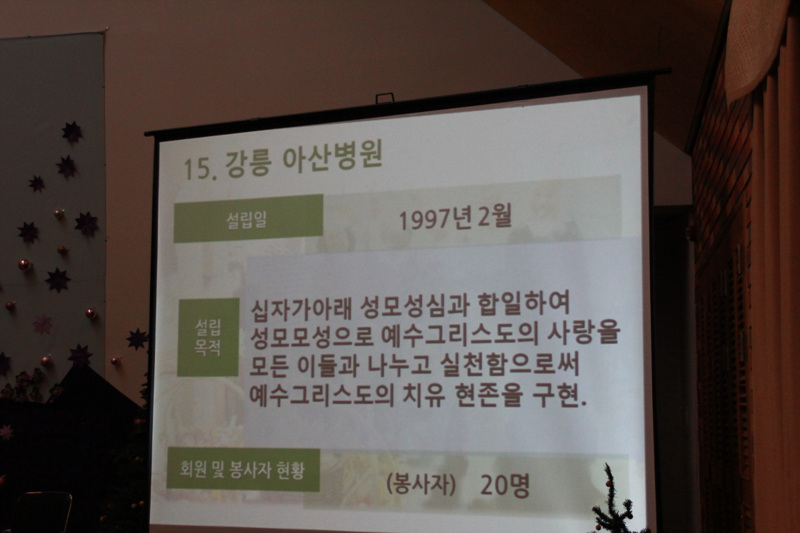 15. 강릉 아산병원
설립일
1997년 2월
설립
목적
십자가아래 성모성심과 합일하여
성모모성으로 예수그리스도의 사랑을
모든 이들과 나누고 실천함으로써
예수그리스도의 치유 현존을 구현.
회원 및 봉사자 현황
(봉사자) 20명